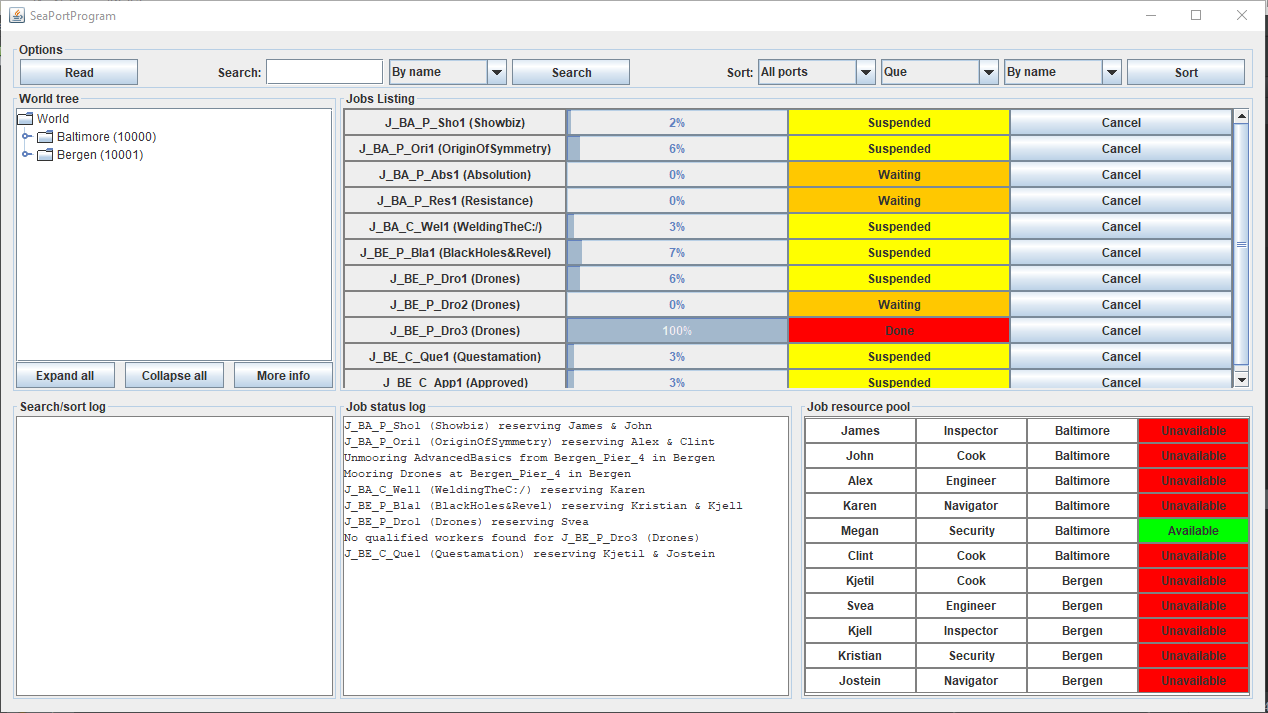 SeaPortProgram
Options
Read Search: By name Search Sort: All ports Que By name Sort
World tree
World
Baltimore (10000)
Bergen (10001)
Expand all Collapse all More info
Jobs Listing
J_BA_P_Sho1 (Showbiz) 2% Suspended Cancel
J_BA_P_Ori1 (OriginOfSymmetry) 6% Suspended Cancel
J_BA_P_Abs1 (Absolution) 0% Waiting Cancel
J_BA_P_Res1 (Resistance) 0% Waiting Cancel
J_BA_C_Wel1 (WeldingTheC:/) 3% Suspended Cancel
J_BE_P_Bla1 (BlackHoles&Revel) 7% Suspended Cancel
J_BE_P_Dro1 (Drones) 6% Suspended Cancel
J_BE_P_Dro2 (Drones) 0% Waiting Cancel
J_BE_P_Dro3 (Drones) 100% Done Cancel
J_BE_C_Que1 (Questamation) 3% Suspended Cancel
J_BE_C_App1 (Approved) 3% Suspended Cancel
Search/sort log
Job status log
J_BA_P_Sho1 (Showbiz) reserving James & John
J_BA_P_Ori1 (OriginOfSymmetry) reserving Alex & Clint
Unmooring AdvancedBasics from Bergen_Pier_4 in Bergen
Mooring Drones at Bergen_Pier_4 in Bergen
J_BA_C_Wel1 (WeldingTheC:/) reserving Karen
J_BE_P_Bla1 (BlackHoles&Revel) reserving Kristian & Kjell
J_BE_P_Dro1 (Drones) reserving Svea
No qualified workers found for J_BE_P_Dro3 (Drones)
J_BE_C_Que1 (Questamation) reserving Kjetil & Jostein
Job resource pool
James Inspector Baltimore Unavailable
John Cook Baltimore Unavailable
Alex Engineer Baltimore Unavailable
Karen Navigator Baltimore Unavailable
Megan Security Baltimore Available
Clint Cook Baltimore Unavailable
Kjetil Cook Bergen Unavailable
Svea Engineer Bergen Unavailable
Kjell Inspector Bergen Unavailable
Kristian Security Bergen Unavailable
Jostein Navigator Bergen Unavailable